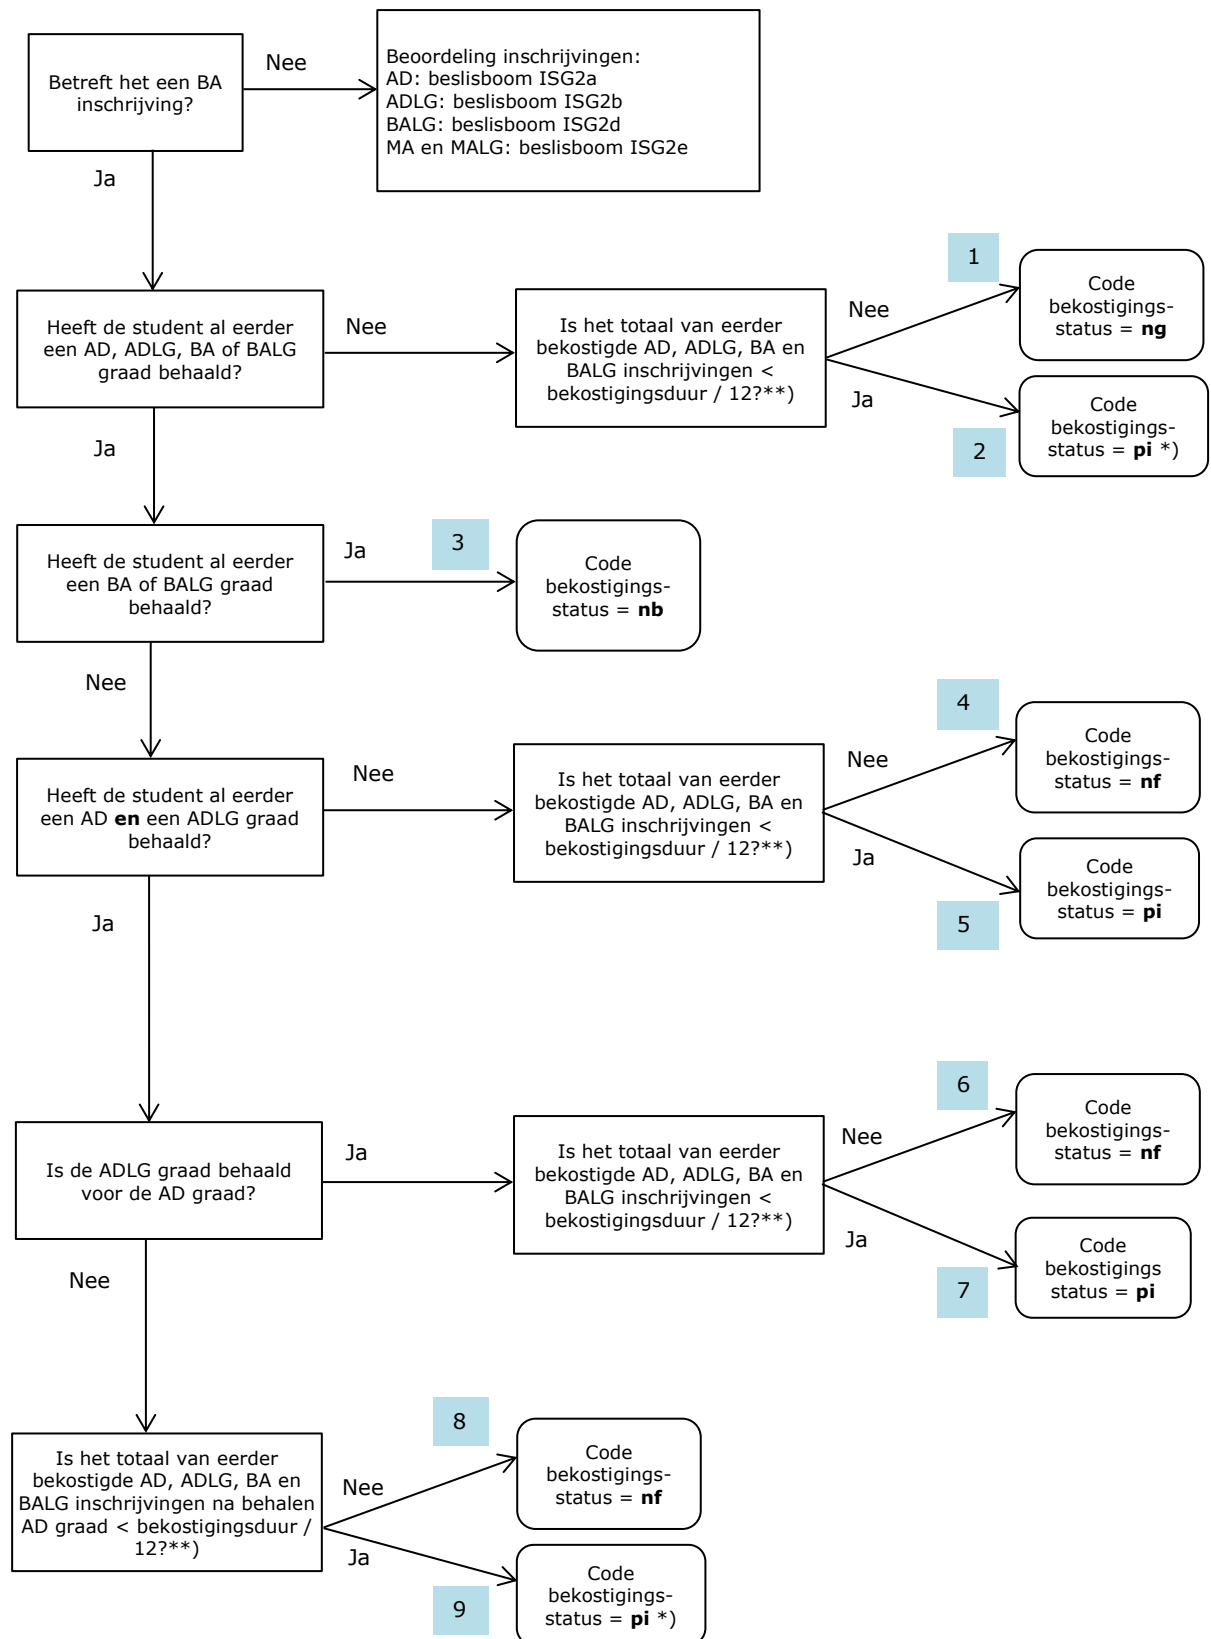 Betreft het een BA
inschrijving?
Nee
Beoordeling inschrijvingen:
AD: beslisboom ISG2a
ADLG: beslisboom ISG2b
BALG: beslisboom ISG2d
MA en MALG: beslisboom ISG2e
Ja
Heeft de student al eerder
een AD, ADLG, BA of BALG
graad behaald?
Nee
Is het totaal van eerder
bekostigde AD, ADLG, BA en
BALG inschrijvingen <
bekostigingsduur / 12?**)
Nee
1
Code
bekostigings-
status = ng
Ja
2
Code
bekostigings-
status = pi *)
Ja
Heeft de student al eerder
een BA of BALG graad
behaald?
Ja
3
Code
bekostigings-
status = nb
Nee
Heeft de student al eerder
een AD en een ADLG graad
behaald?
Nee
Is het totaal van eerder
bekostigde AD, ADLG, BA en
BALG inschrijvingen <
bekostigingsduur / 12?**)
Nee
4
Code
bekostigings-
status = nf
Ja
5
Code
bekostigings-
status = pi
Ja
Is de ADLG graad behaald
voor de AD graad?
Ja
Is het totaal van eerder
bekostigde AD, ADLG, BA en
BALG inschrijvingen <
bekostigingsduur / 12?**)
Nee
6
Code
bekostigings-
status = nf
Ja
7
Code
bekostigings
status = pi
Nee
Is het totaal van eerder
bekostigde AD, ADLG, BA en
BALG inschrijvingen na behalen
AD graad < bekostigingsduur /
12?**)
Nee
8
Code
bekostigings-
status = nf
Ja
9
Code
bekostigings-
status = pi *)